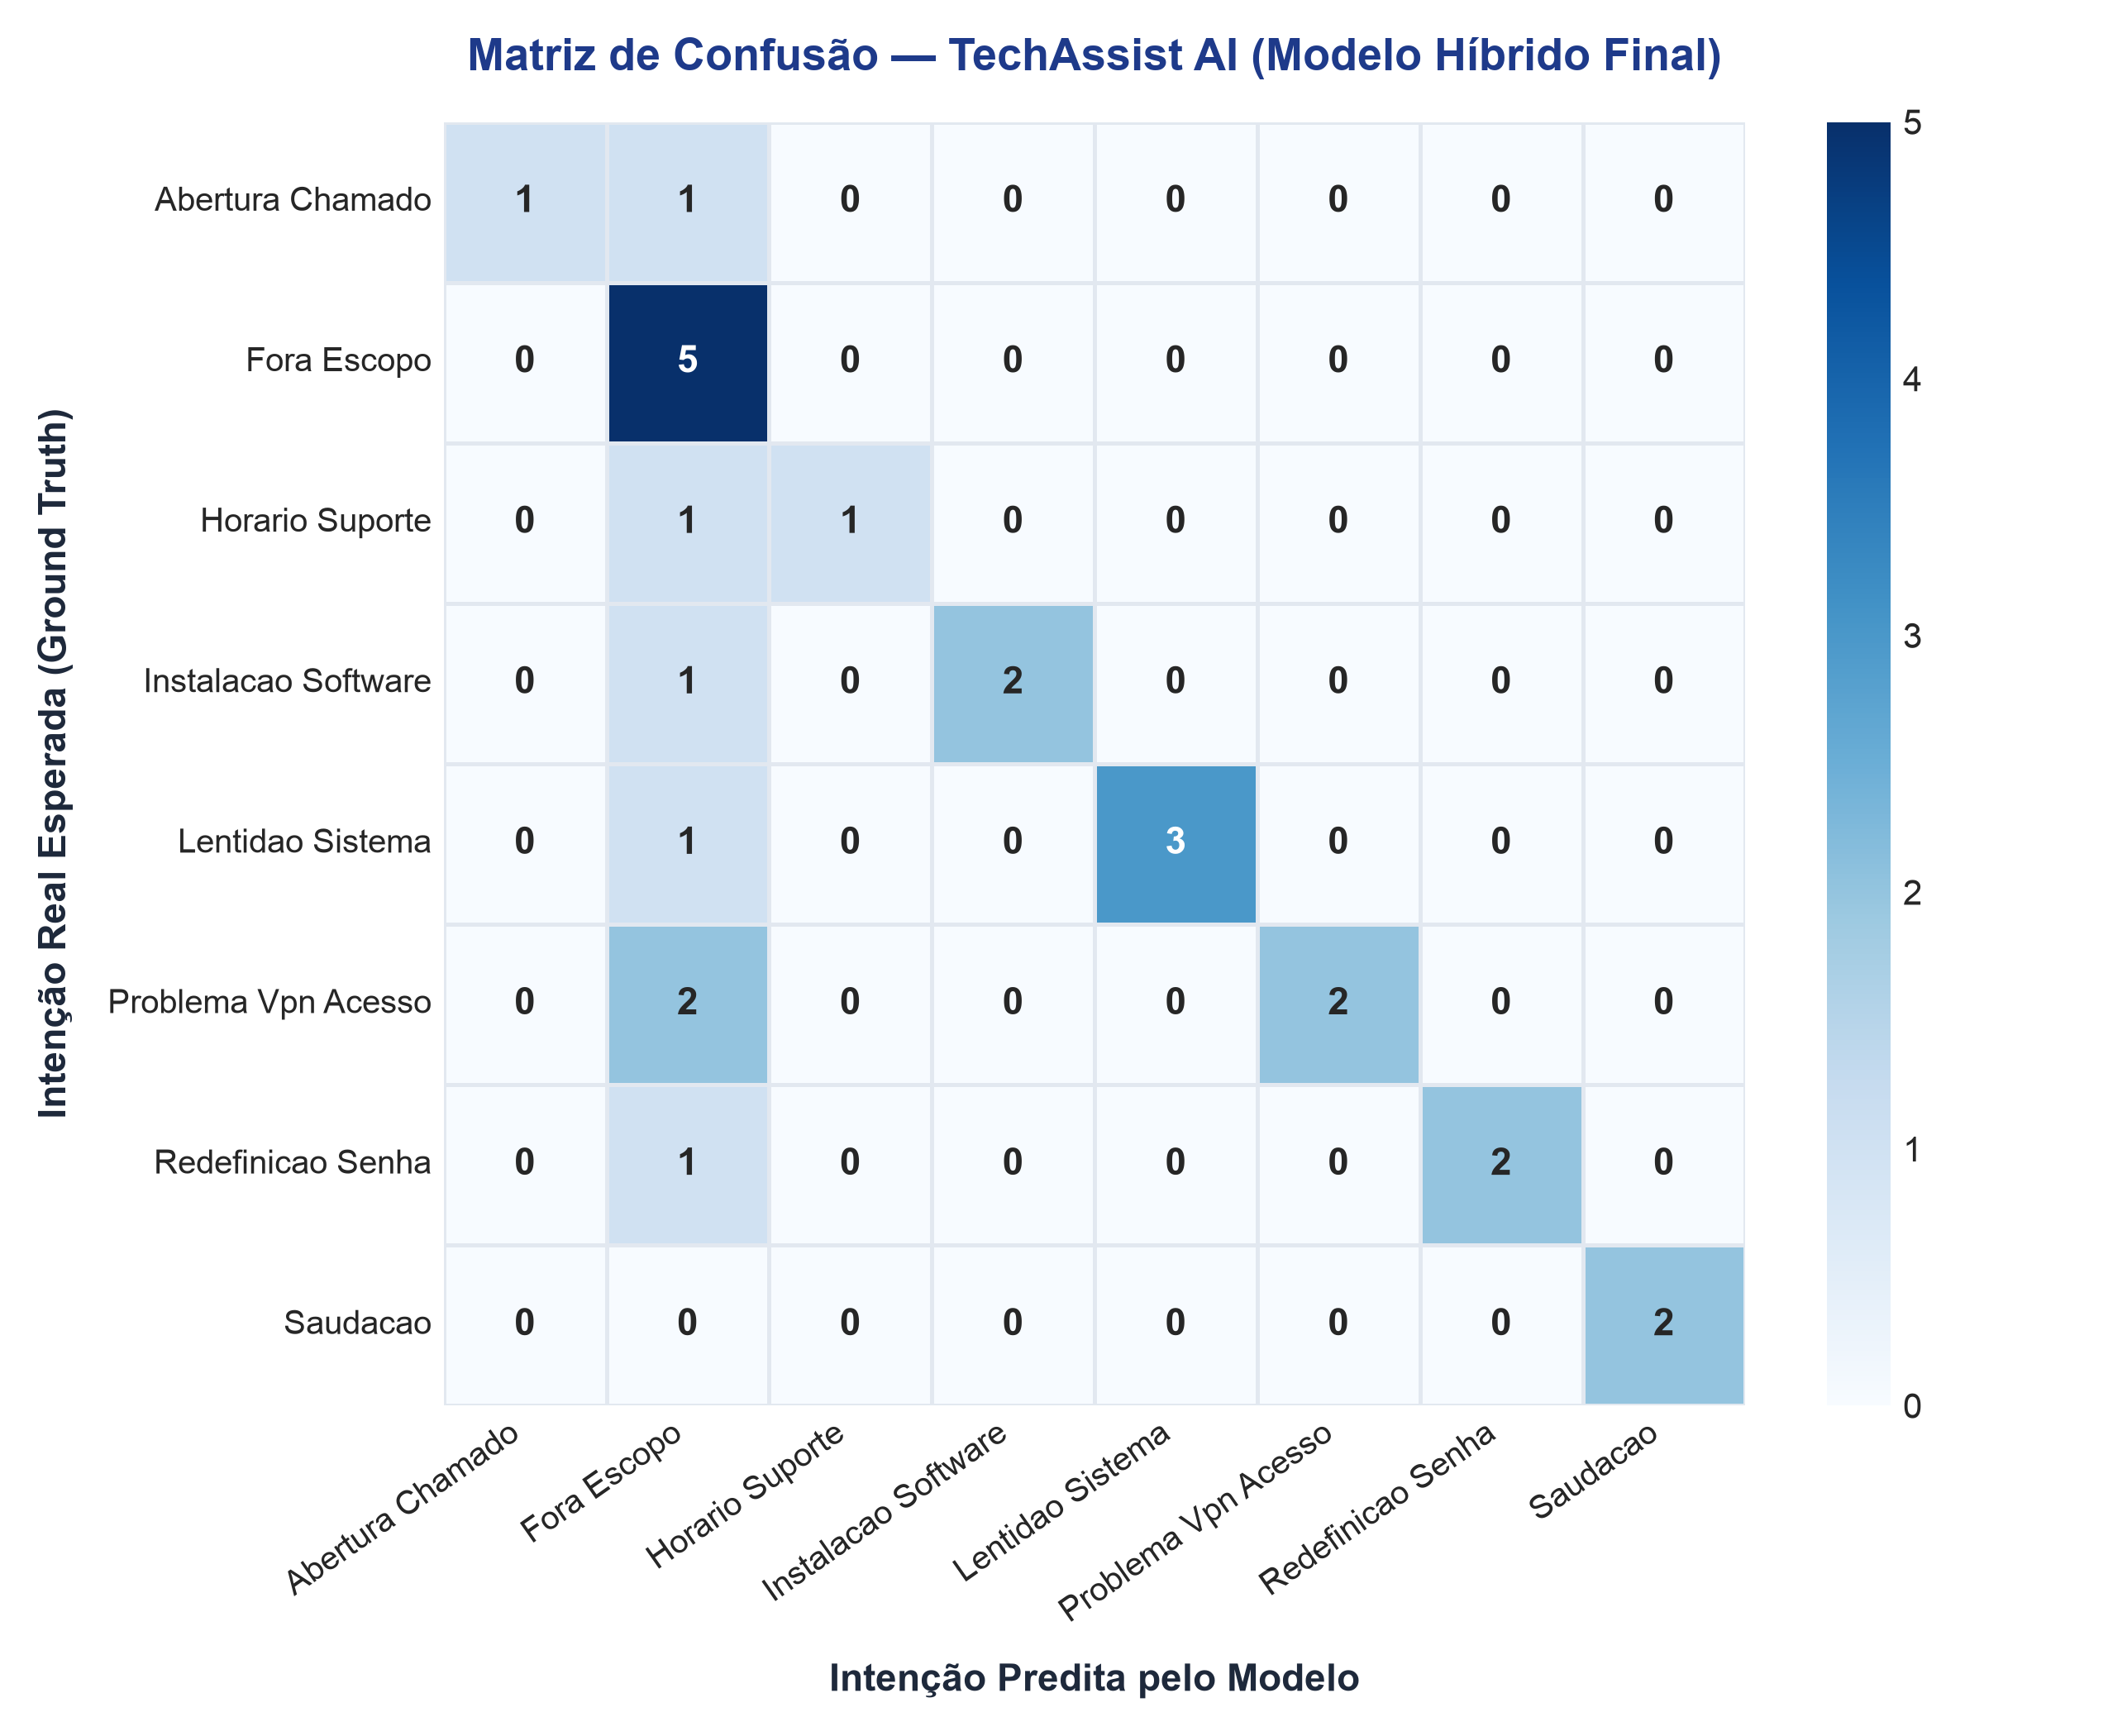 Matriz de Confusão — TechAssist AI (Modelo Híbrido Final)
Intenção Real Esperada (Ground Truth)
Abertura Chamado 1 1 0 0 0 0 0 0
Fora Escopo 0 5 0 0 0 0 0 0
Horario Suporte 0 1 1 0 0 0 0 0
Instalacao Software 0 1 0 2 0 0 0 0
Lentidao Sistema 0 1 0 0 3 0 0 0
Problema Vpn Acesso 0 2 0 0 0 2 0 0
Redefinicao Senha 0 1 0 0 0 0 2 0
Saudacao 0 0 0 0 0 0 0 2
Abertura Chamado
Fora Escopo
Horario Suporte
Instalacao Software
Lentidao Sistema
Problema Vpn Acesso
Redefinicao Senha
Saudacao
Intenção Predita pelo Modelo
5
4
3
2
1
0